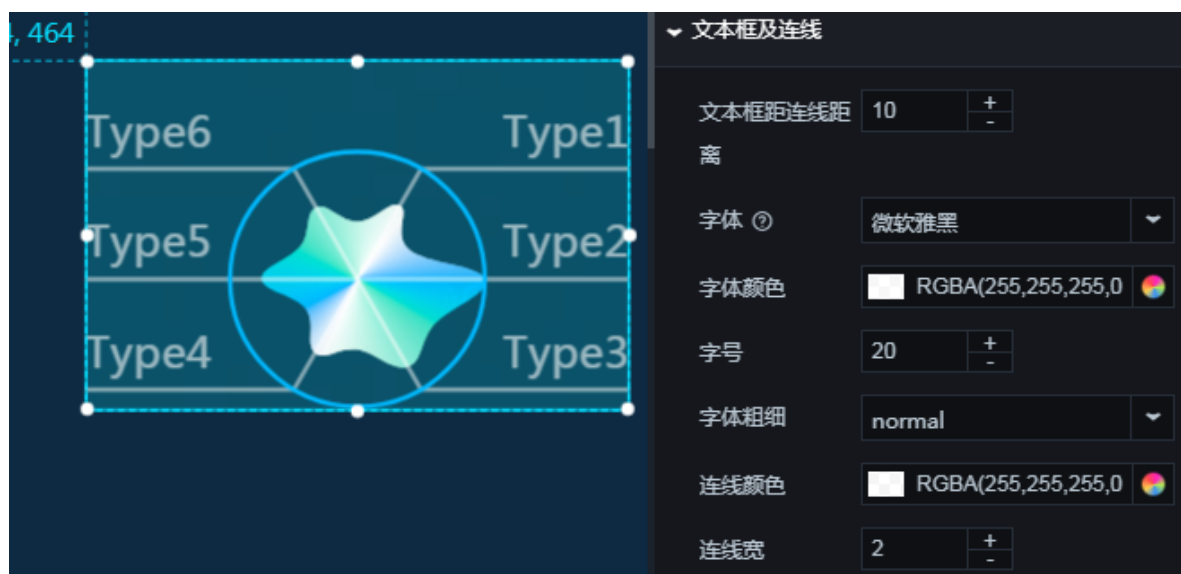 , 464
Type6
Type1
Type5
Type2
Type4
Type3
文本框及连线
文本框距连线距
离
10
+
-
字体 ?
微软雅黑
字体颜色
RGBA(255,255,255,0
字号
20
+
-
字体粗细
normal
连线颜色
RGBA(255,255,255,0
连线宽
2
+
-